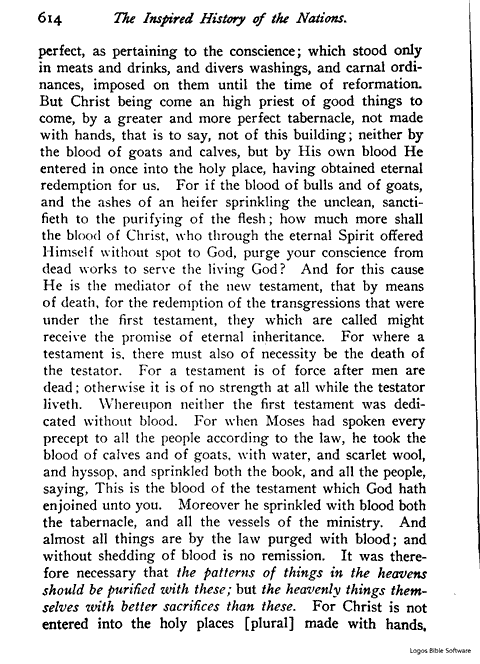 614 The Inspired History of the Nations.
perfect, as pertaining to the conscience; which stood only
in meats and drinks, and divers washings, and carnal ordi-
nances, imposed on them until the time of reformation.
But Christ being come an high priest of good things to
come, by a greater and more perfect tabernacle, not made
with hands, that is to say, not of this building; neither by
the blood of goats and calves, but by His own blood He
entered in once into the holy place, having obtained eternal
redemption for us. For if the blood of bulls and of goats,
and the ashes of an heifer sprinkling the unclean, sancti-
fieth to the purifying of the flesh; how much more shall
the blood of Christ, who through the eternal Spirit offered
Himself without spot to God, purge your conscience from
dead works to serve the living God? And for this cause
He is the mediator of the new testament, that by means
of death, for the redemption of the transgressions that were
under the first testament, they which are called might
receive the promise of eternal inheritance. For where a
testament is, there must also of necessity be the death of
the testator. For a testament is of force after men are
dead; otherwise it is of no strength at all while the testator
liveth. Whereupon neither the first testament was dedi-
cated without blood. For when Moses had spoken every
precept to all the people according to the law, he took the
blood of calves and of goats, with water, and scarlet wool,
and hyssop, and sprinkled both the book, and all the people,
saying, This is the blood of the testament which God hath
enjoined unto you. Moreover he sprinkled with blood both
the tabernacle, and all the vessels of the ministry. And
almost all things are by the law purged with blood; and
without shedding of blood is no remission. It was there-
fore necessary that the patterns of things in the heavens
should be purified with these; but the heavenly things them-
selves with better sacrifices than these. For Christ is not
entered into the holy places [plural] made with hands,
Logos Bible Software